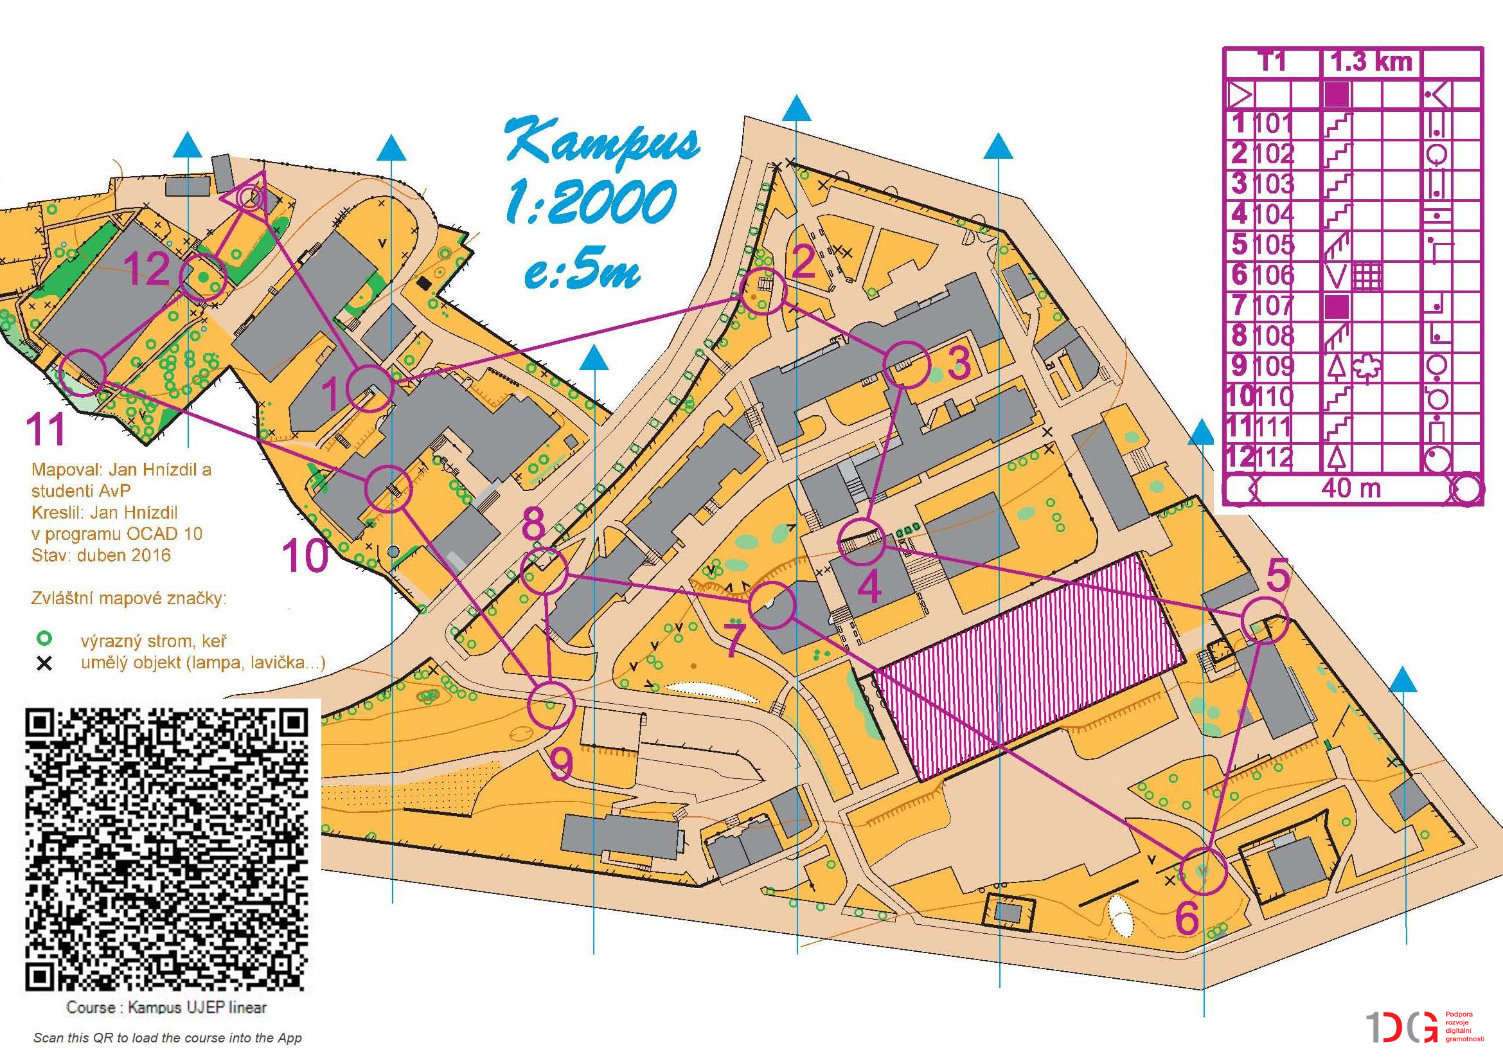 Kampus
1:2000
e:5m
T1 1.3 km
1 101
2 102
3 103
4 104
5 105
6 106
7 107
8 108
9 109
10 110
11 111
12 112
40 m
12
1
2
3
11
10
8
4
5
7
9
6
Mapoval: Jan Hnízdil a
studenti AvP
Kreslil: Jan Hnízdil
v programu OCAD 10
Stav: duben 2016
Zvláštní mapové značky:
výrazný strom, keř
umělý objekt (lampa, lavička...)
Course : Kampus UJEP linear
Scan this QR to load the course into the App
1DG
Podpora
rozvoje
digitální
gramotnosti